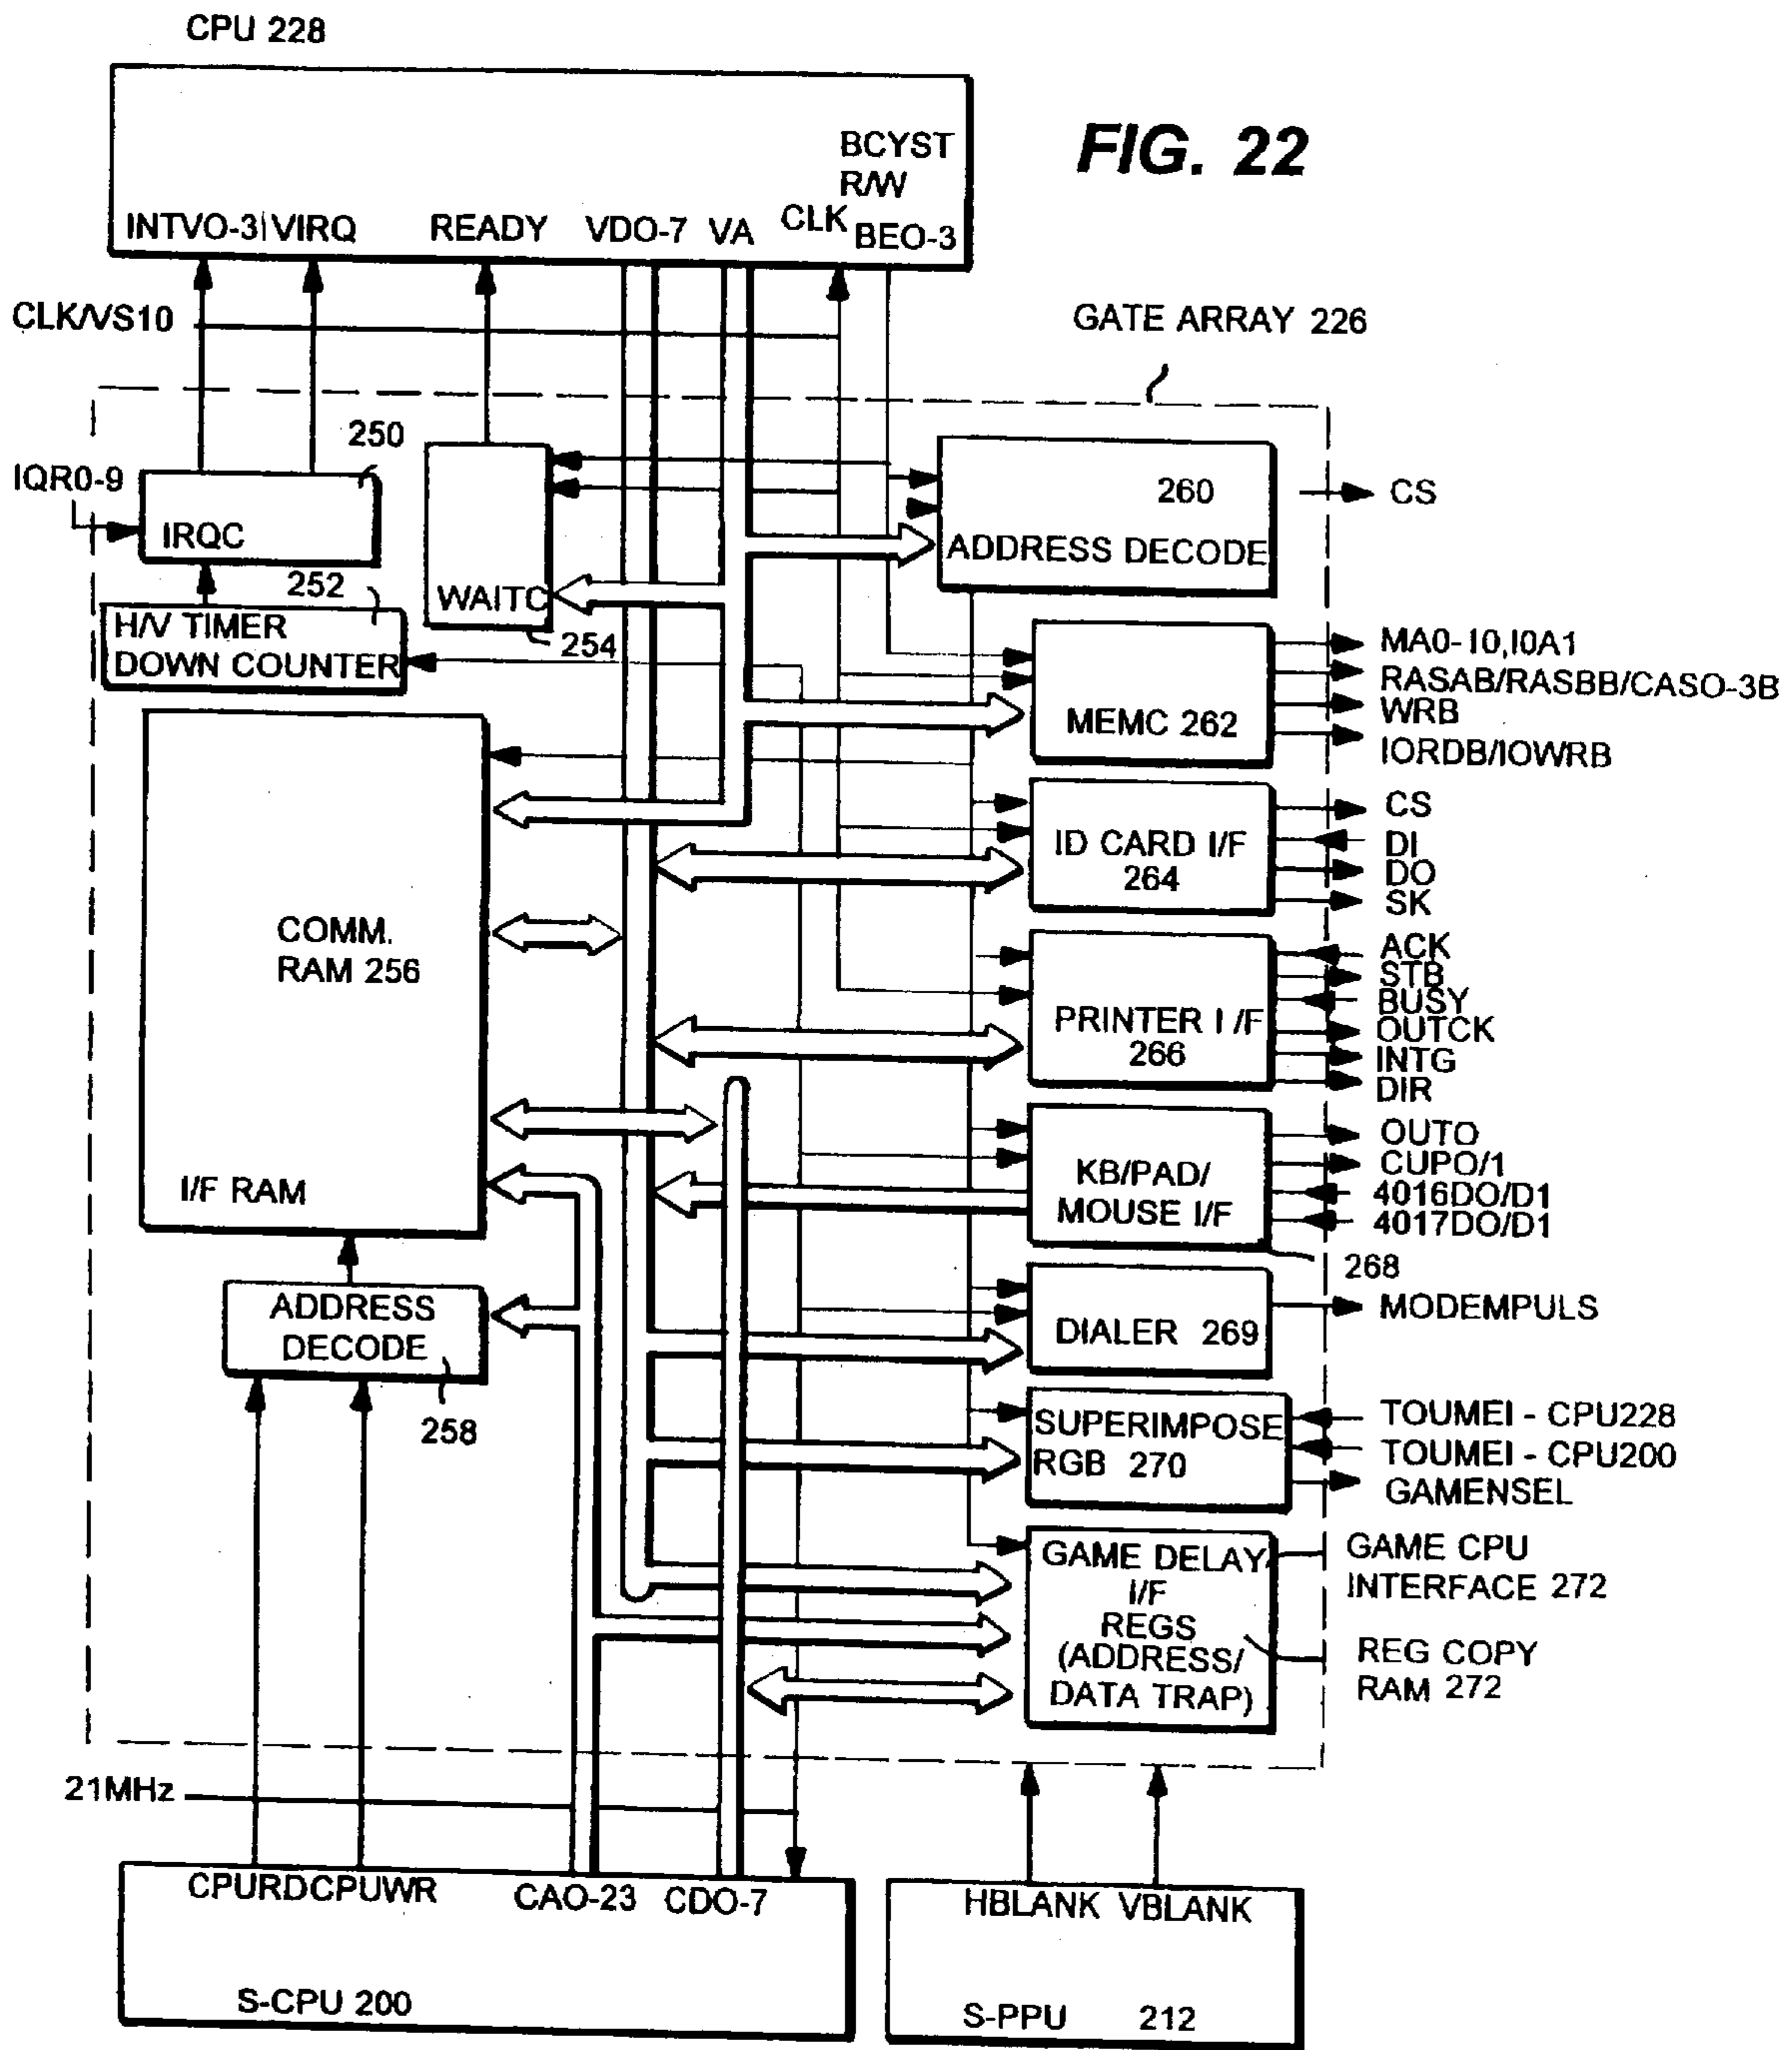 CPU 228
FIG. 22
BCYST
R/W
INTVO-3 VIRQ READY VDO-7 VA CLK BEO-3
CLK/VS10
GATE ARRAY 226
250
IQR0-9
IRQC
260
ADDRESS DECODE
CS
252
H/V TIMER
DOWN COUNTER
WAITC
254
MEMC 262
MA0-10,I0A1
RASAB/RASBB/CASO-3B
WRB
IORDB/IOWRB
ID CARD I/F
264
CS
DI
DO
SK
COMM.
RAM 256
PRINTER I/F
266
ACK
STB
BUSY
OUTCK
INTG
DIR
I/F RAM
KB/PAD/
MOUSE I/F
OUTO
CUPO/1
4016DO/D1
4017DO/D1
268
ADDRESS
DECODE
258
DIALER 269
MODEMPULS
SUPERIMPOSE
RGB 270
TOUMEI - CPU228
TOUMEI - CPU200
GAMENSEL
GAME DELAY
I/F
REGS
(ADDRESS/
DATA TRAP)
GAME CPU
INTERFACE 272
REG COPY
RAM 272
21MHz
CPURDCPUWR CAO-23 CDO-7
S-CPU 200
HBLANK VBLANK
S-PPU 212